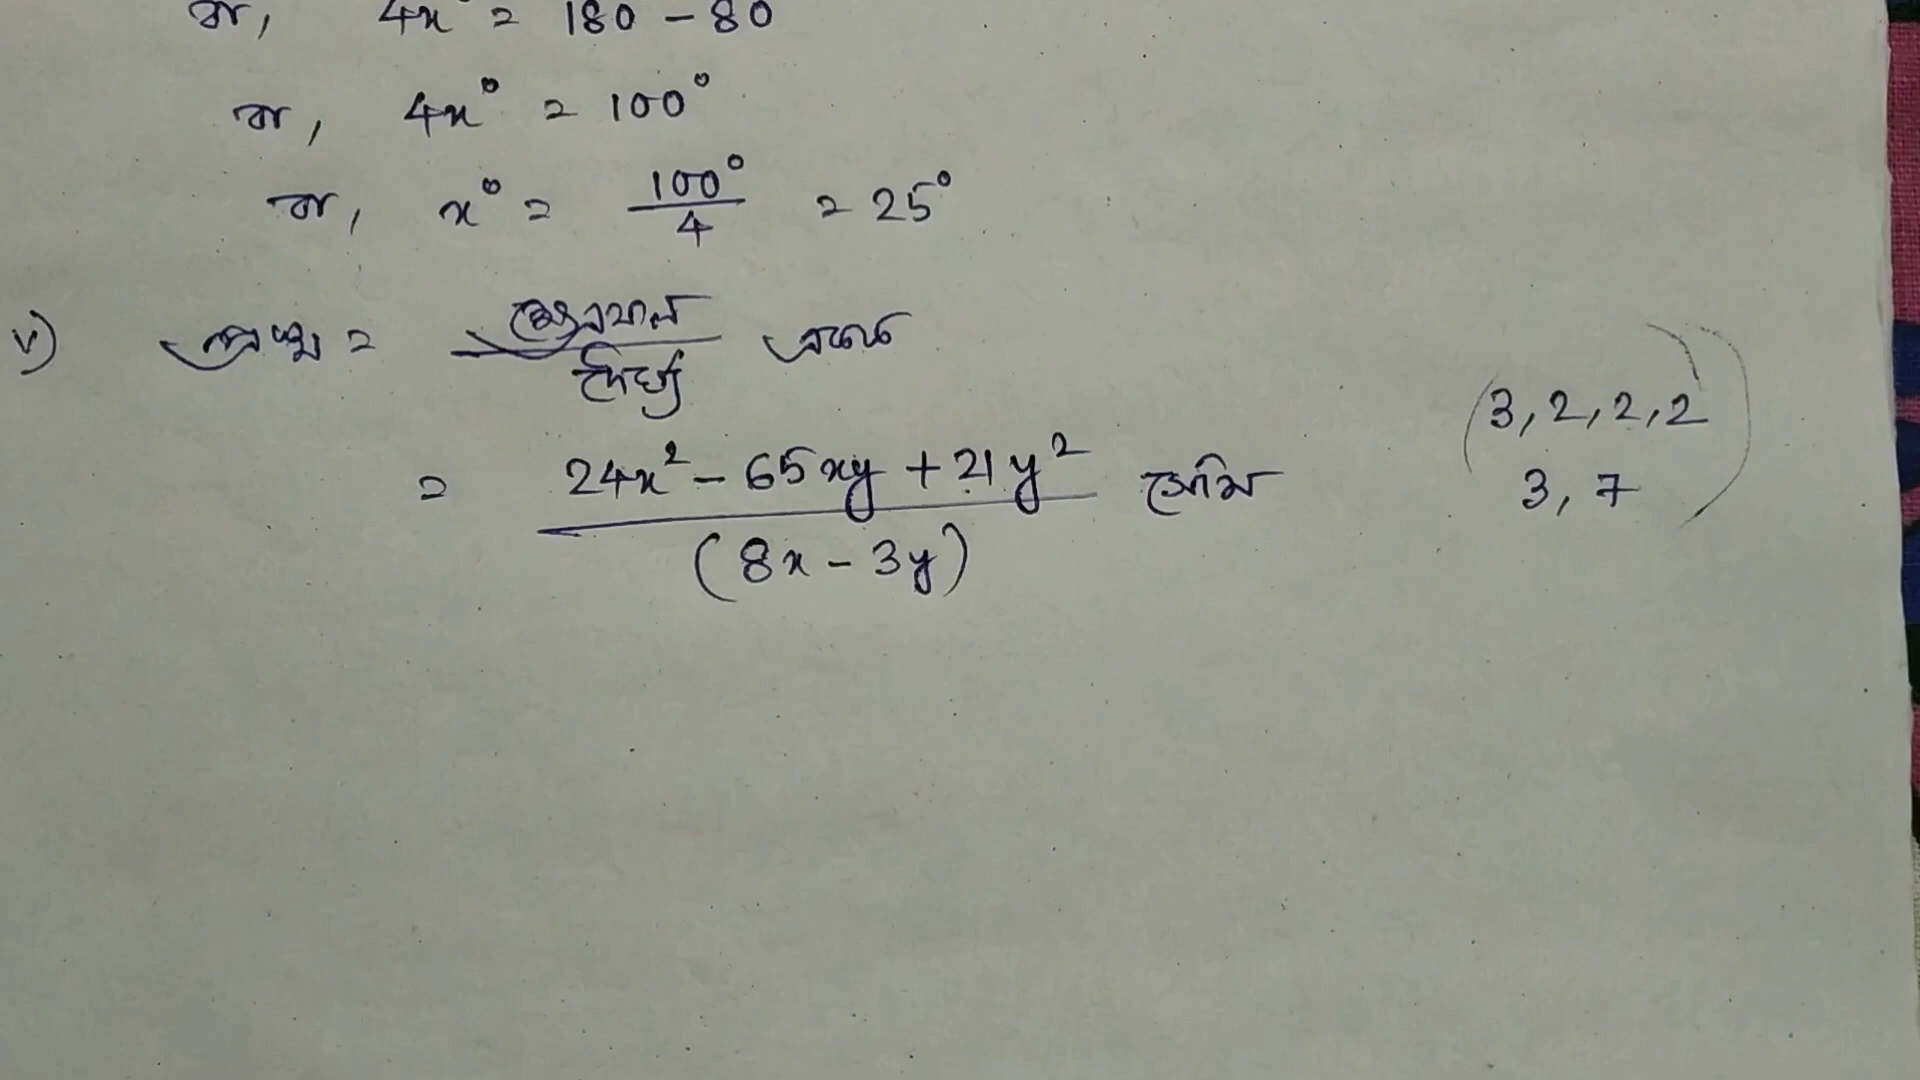 বা, 4x° = 180 - 80
বা, 4x° = 100°
বা, x° = 100°/4 = 25°
v) প্রস্থ = ক্ষেত্রফল/দৈর্ঘ্য একক
= 24x² - 65xy + 21y²/(8x - 3y) সেমি
(3, 2, 2, 2
3, 7)